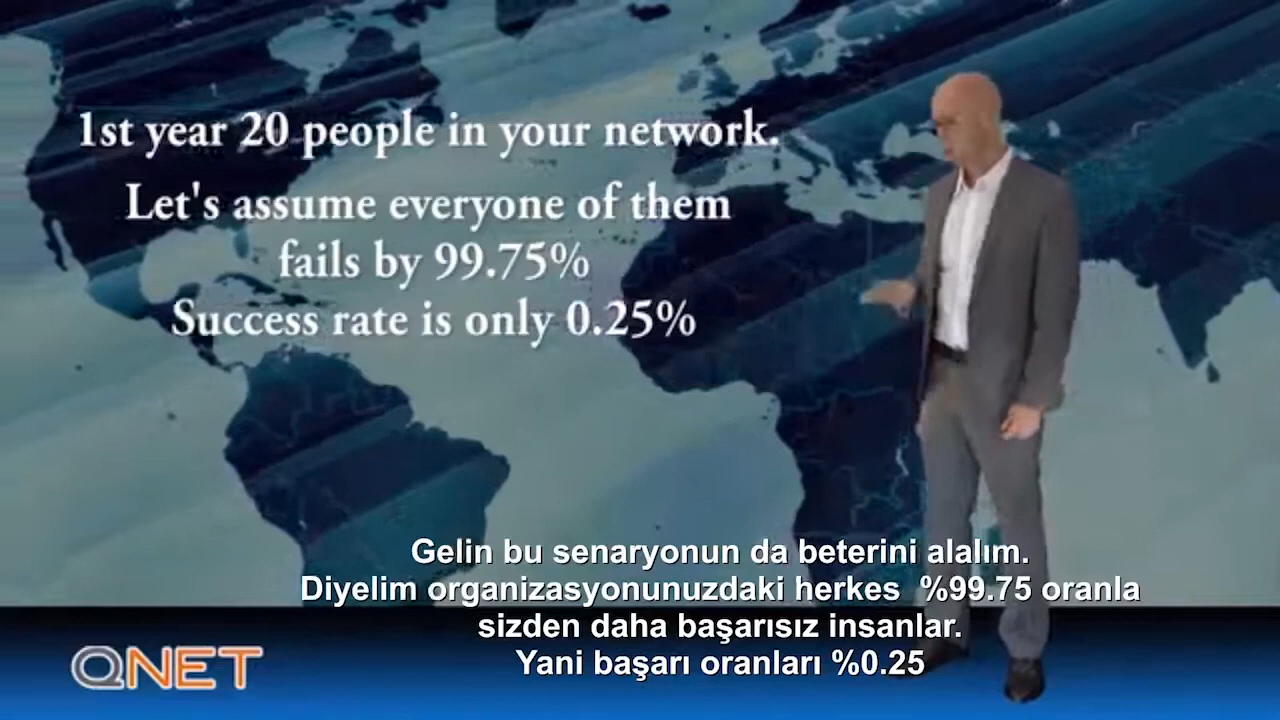 1st year 20 people in your network.
Let's assume everyone of them
fails by 99.75%
Success rate is only 0.25%
Gelin bu senaryonun da beterini alalım.
Diyelim organizasyonunuzdaki herkes  %99.75 oranla
sizden daha başarısız insanlar.
Yani başarı oranları %0.25
QNET